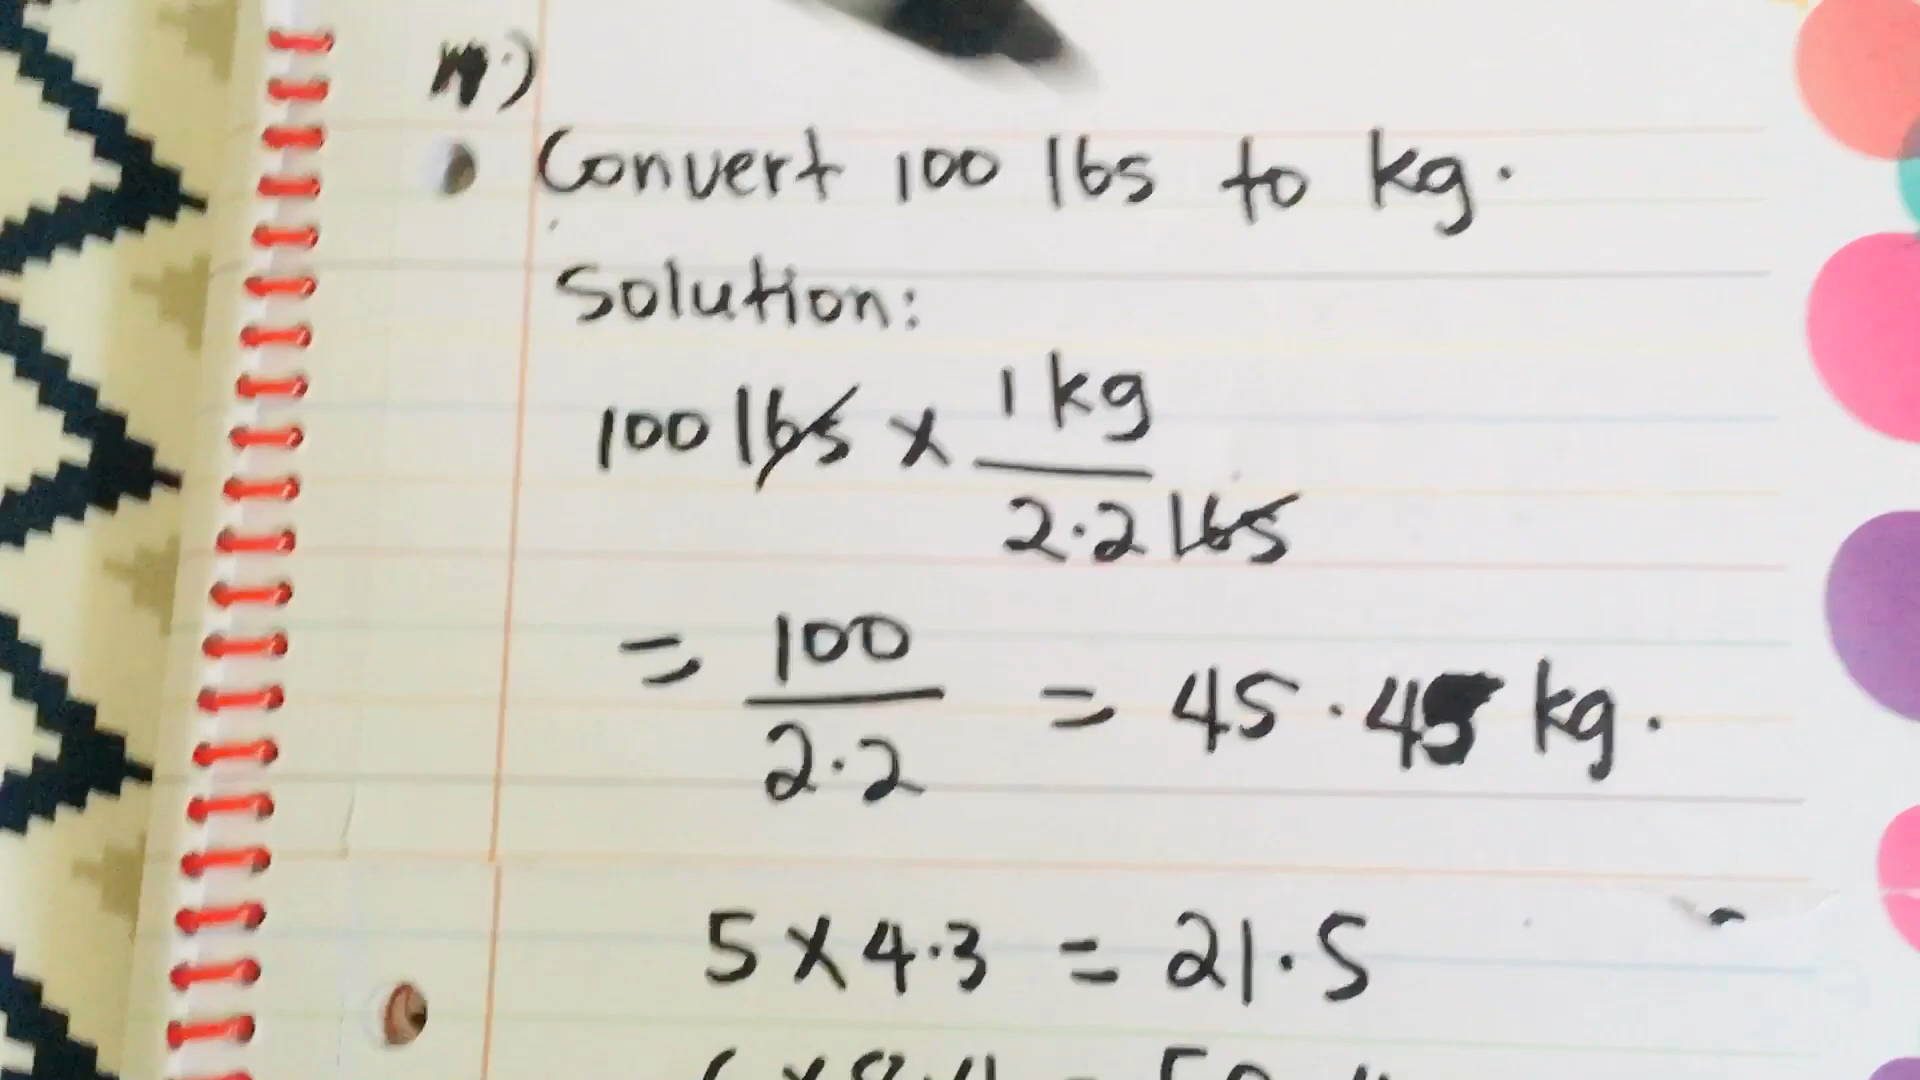 Convert 100 lbs to kg.
Solution:
100 lbs x 1 kg
2.2 lbs
= 100 = 45.45 kg.
2.2
5 x 4.3 = 21.5